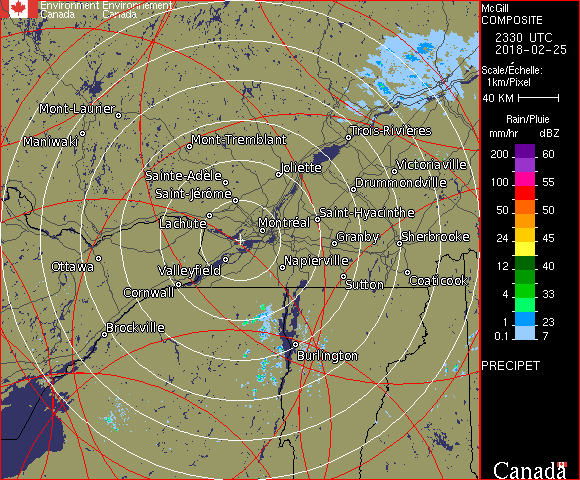 Environment Environnement
Canada Canada
McGill
COMPOSITE
2330 UTC
2018-02-25
Scale/Échelle:
1km/Pixel
40 KM
Rain/Pluie
mm/hr dBZ
200 60
100 55
50 50
24 45
12 40
4 33
1 23
0.1 7
PRECIPET
Canada
Mont-Laurier
Maniwaki
Mont-Tremblant
Trois-Rivières
Sainte-Adèle
Joliette
Victoriaville
Saint-Jérôme
Drummondville
Lachute
Montréal
Saint-Hyacinthe
Granby
Sherbrooke
Ottawa
Valleyfield
Napierville
Cornwall
Sutton
Coaticook
Brockville
Burlington